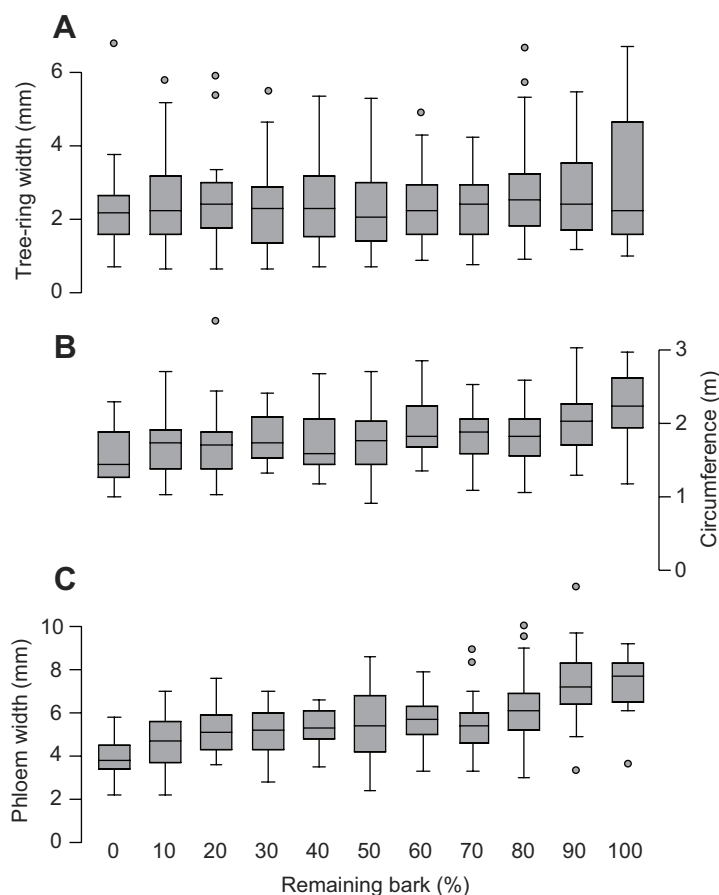 A
Tree-ring width (mm)
6
4
2
0
B
Circumference (m)
3
2
1
0
C
Phloem width (mm)
10
8
6
4
2
0
0 10 20 30 40 50 60 70 80 90 100
Remaining bark (%)